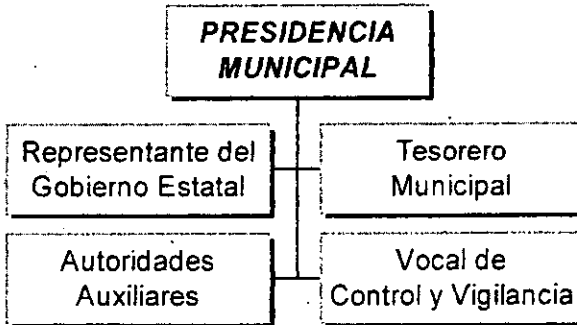 PRESIDENCIA
MUNICIPAL
Representante del
Gobierno Estatal
Tesorero
Municipal
Autoridades
Auxiliares
Vocal de
Control y Vigilancia